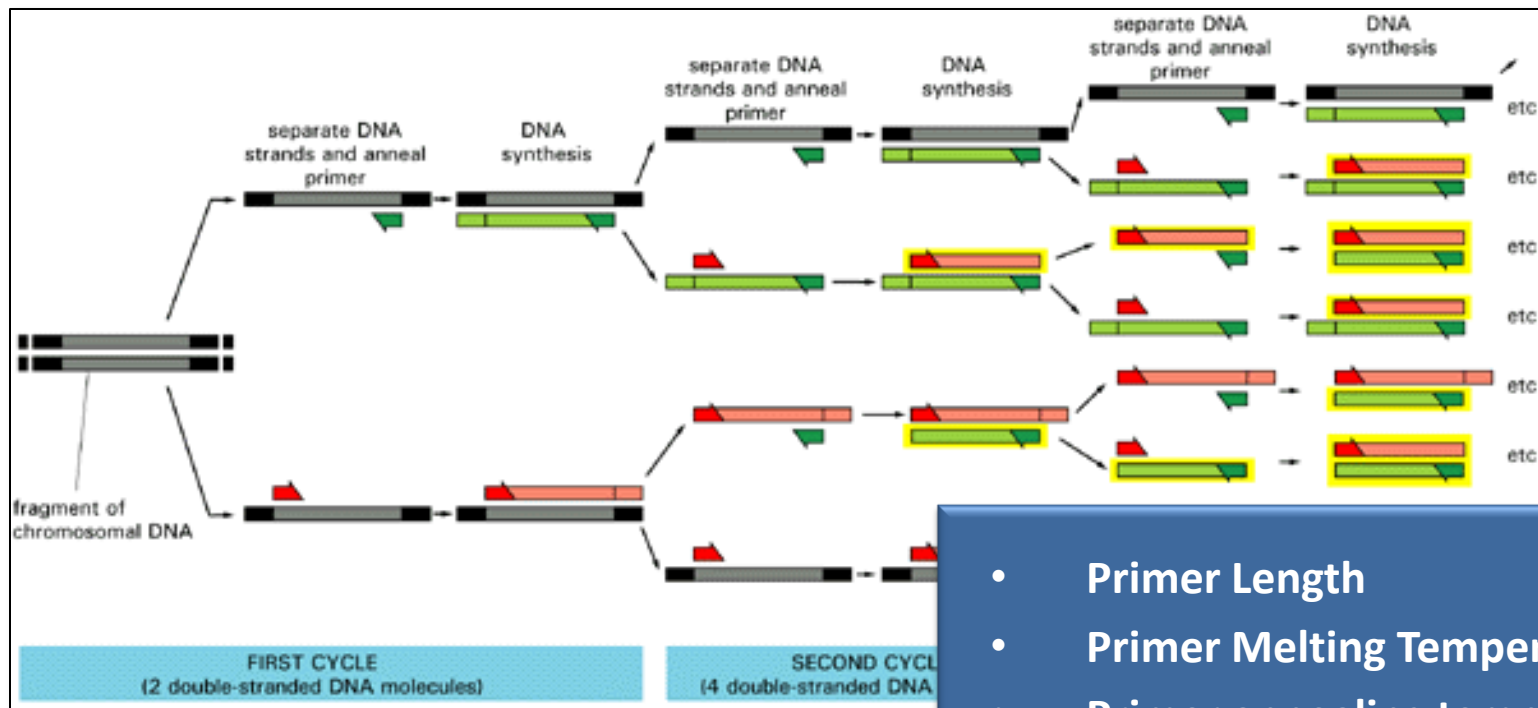 separate DNA
strands and anneal
primer
DNA
synthesis
separate DNA
strands and anneal
primer
DNA
synthesis
separate DNA
strands and anneal
primer
DNA
synthesis
etc
etc
etc
etc
etc
etc
fragment of
chromosomal DNA
FIRST CYCLE
(2 double-stranded DNA molecules)
SECOND CYCL
(4 double-stranded DNA
• Primer Length
• Primer Melting Temper